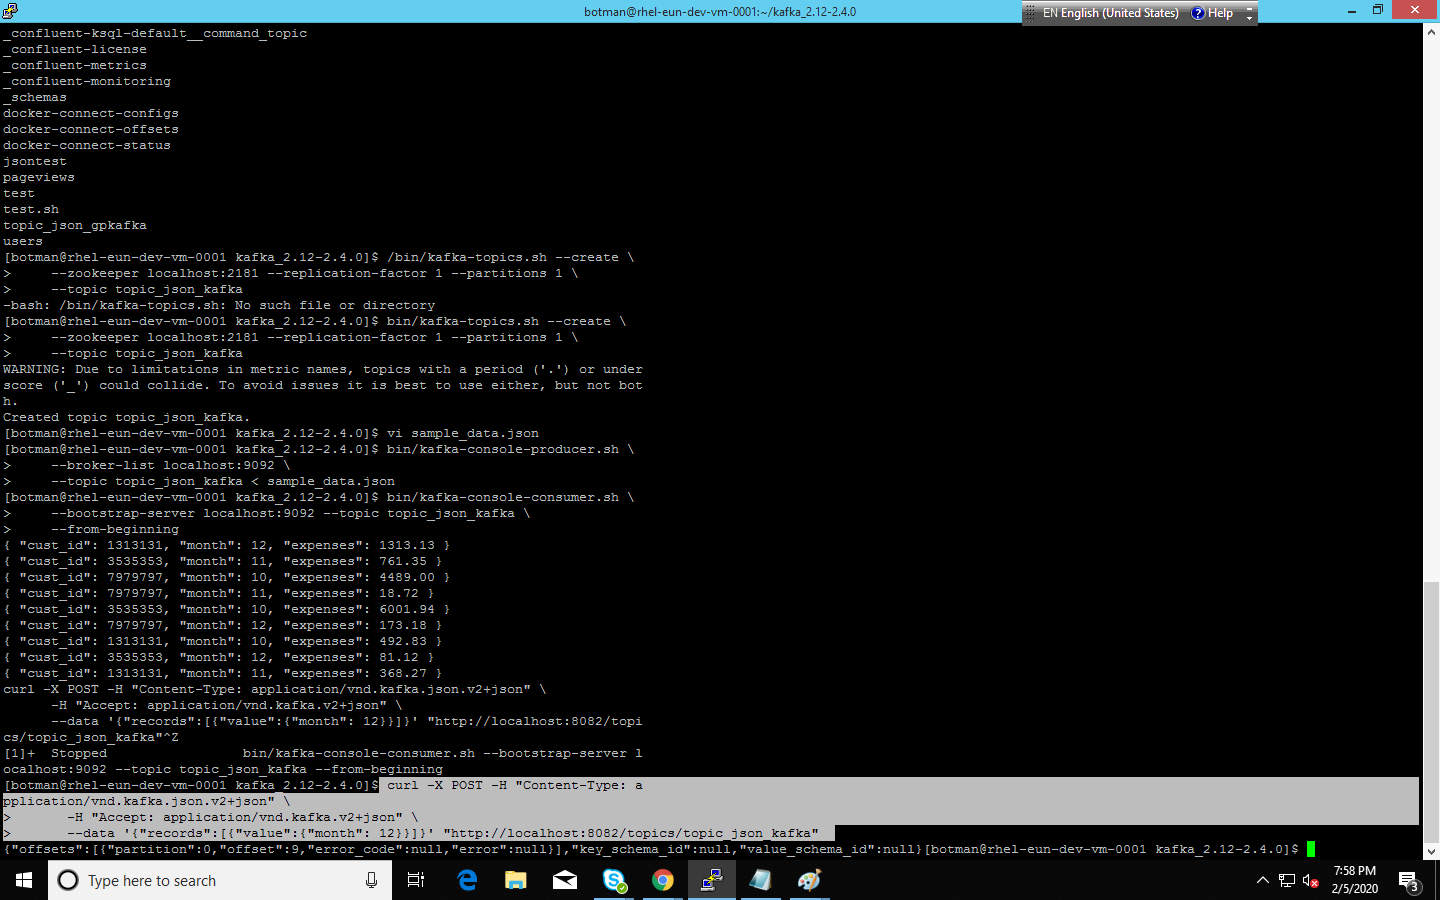 botman@rhel-eun-dev-vm-0001:~/kafka_2.12-2.4.0
EN English (United States) Help
_confluent-ksql-default__command_topic
_confluent-license
_confluent-metrics
_confluent-monitoring
_schemas
docker-connect-configs
docker-connect-offsets
docker-connect-status
jsontest
pageviews
test
test.sh
topic_json_gpkafka
users
[botman@rhel-eun-dev-vm-0001 kafka_2.12-2.4.0]$ /bin/kafka-topics.sh --create \
>     --zookeeper localhost:2181 --replication-factor 1 --partitions 1 \
>     --topic topic_json_kafka
-bash: /bin/kafka-topics.sh: No such file or directory
[botman@rhel-eun-dev-vm-0001 kafka_2.12-2.4.0]$ bin/kafka-topics.sh --create \
>     --zookeeper localhost:2181 --replication-factor 1 --partitions 1 \
>     --topic topic_json_kafka
WARNING: Due to limitations in metric names, topics with a period ('.') or under
score ('_') could collide. To avoid issues it is best to use either, but not bot
h.
Created topic topic_json_kafka.
[botman@rhel-eun-dev-vm-0001 kafka_2.12-2.4.0]$ vi sample_data.json
[botman@rhel-eun-dev-vm-0001 kafka_2.12-2.4.0]$ bin/kafka-console-producer.sh \
>     --broker-list localhost:9092 \
>     --topic topic_json_kafka < sample_data.json
[botman@rhel-eun-dev-vm-0001 kafka_2.12-2.4.0]$ bin/kafka-console-consumer.sh \
>     --bootstrap-server localhost:9092 --topic topic_json_kafka \
>     --from-beginning
{ "cust_id": 1313131, "month": 12, "expenses": 1313.13 }
{ "cust_id": 3535353, "month": 11, "expenses": 761.35 }
{ "cust_id": 7979797, "month": 10, "expenses": 4489.00 }
{ "cust_id": 7979797, "month": 11, "expenses": 18.72 }
{ "cust_id": 3535353, "month": 10, "expenses": 6001.94 }
{ "cust_id": 7979797, "month": 12, "expenses": 173.18 }
{ "cust_id": 1313131, "month": 10, "expenses": 492.83 }
{ "cust_id": 3535353, "month": 12, "expenses": 81.12 }
{ "cust_id": 1313131, "month": 11, "expenses": 368.27 }
curl -X POST -H "Content-Type: application/vnd.kafka.json.v2+json" \
      -H "Accept: application/vnd.kafka.v2+json" \
      --data '{"records":[{"value":{"month": 12}}]}' "http://localhost:8082/topi
cs/topic_json_kafka"^Z
[1]+  Stopped                 bin/kafka-console-consumer.sh --bootstrap-server l
ocalhost:9092 --topic topic_json_kafka --from-beginning
[botman@rhel-eun-dev-vm-0001 kafka_2.12-2.4.0]$ curl -X POST -H "Content-Type: a
pplication/vnd.kafka.json.v2+json" \
>       -H "Accept: application/vnd.kafka.v2+json" \
>       --data '{"records":[{"value":{"month": 12}}]}' "http://localhost:8082/topics/topic_json_kafka"
{"offsets":[{"partition":0,"offset":9,"error_code":null,"error":null}],"key_schema_id":null,"value_schema_id":null}[botman@rhel-eun-dev-vm-0001 kafka_2.12-2.4.0]$
Type here to search
7:58 PM
2/5/2020
3